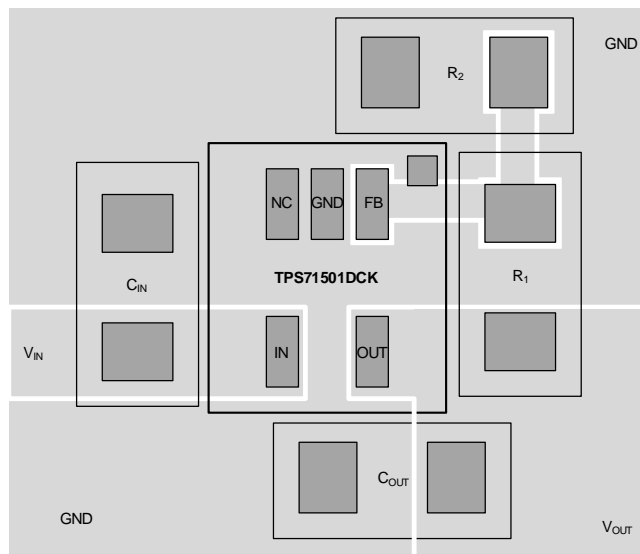 GND
R2
NC GND FB
TPS71501DCK
CIN
R1
VIN
IN
OUT
COUT
GND
VOUT